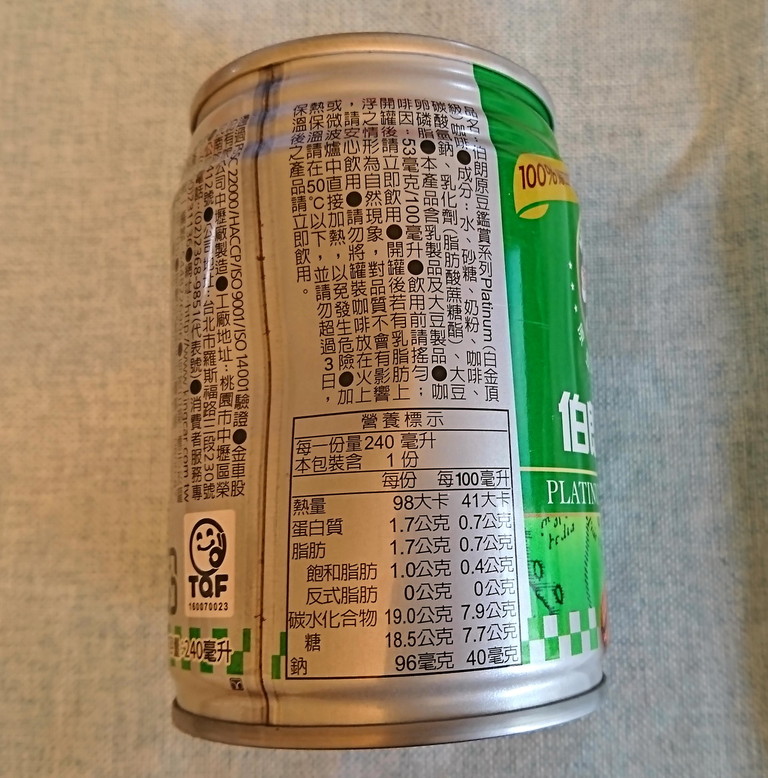 品名：伯朗原豆鑑賞系列Platinum（白金頂
級）咖啡●成分：水、砂糖、奶粉、咖啡、
碳酸氫鈉、乳化劑（脂肪酸蔗糖酯）、大豆
卵磷脂●本產品含乳製品及大豆製品●咖
啡因：53毫克/100毫升●飲用前請搖勻；
開罐後請立即飲用●開罐後若有乳脂肪上
浮之情形為自然現象，對品質不會有影響
，請安心飲用●請勿將罐裝咖啡放在火上
或微波爐中直接加熱，以免發生危險●加
熱保溫請在50℃以下，並請勿超過3日，
保溫後之產品請立即飲用。
22000/HACCP/ISO 9001/ISO 14001驗證●金車股
公司中壢廠製造●工廠地址：桃園市中壢區榮
台北市羅斯福路二段230號
(代表號)●消費者服務專
營養標示
每一份量240 毫升
本包裝含 1 份
每份 每100毫升
熱量 98大卡 41大卡
蛋白質 1.7公克 0.7公克
脂肪 1.7公克 0.7公克
飽和脂肪 1.0公克 0.4公克
反式脂肪 0公克 0公克
碳水化合物 19.0公克 7.9公克
糖 18.5公克 7.7公克
鈉 96毫克 40毫克
TQF
160070023
240毫升
100%
伯
PLATIN